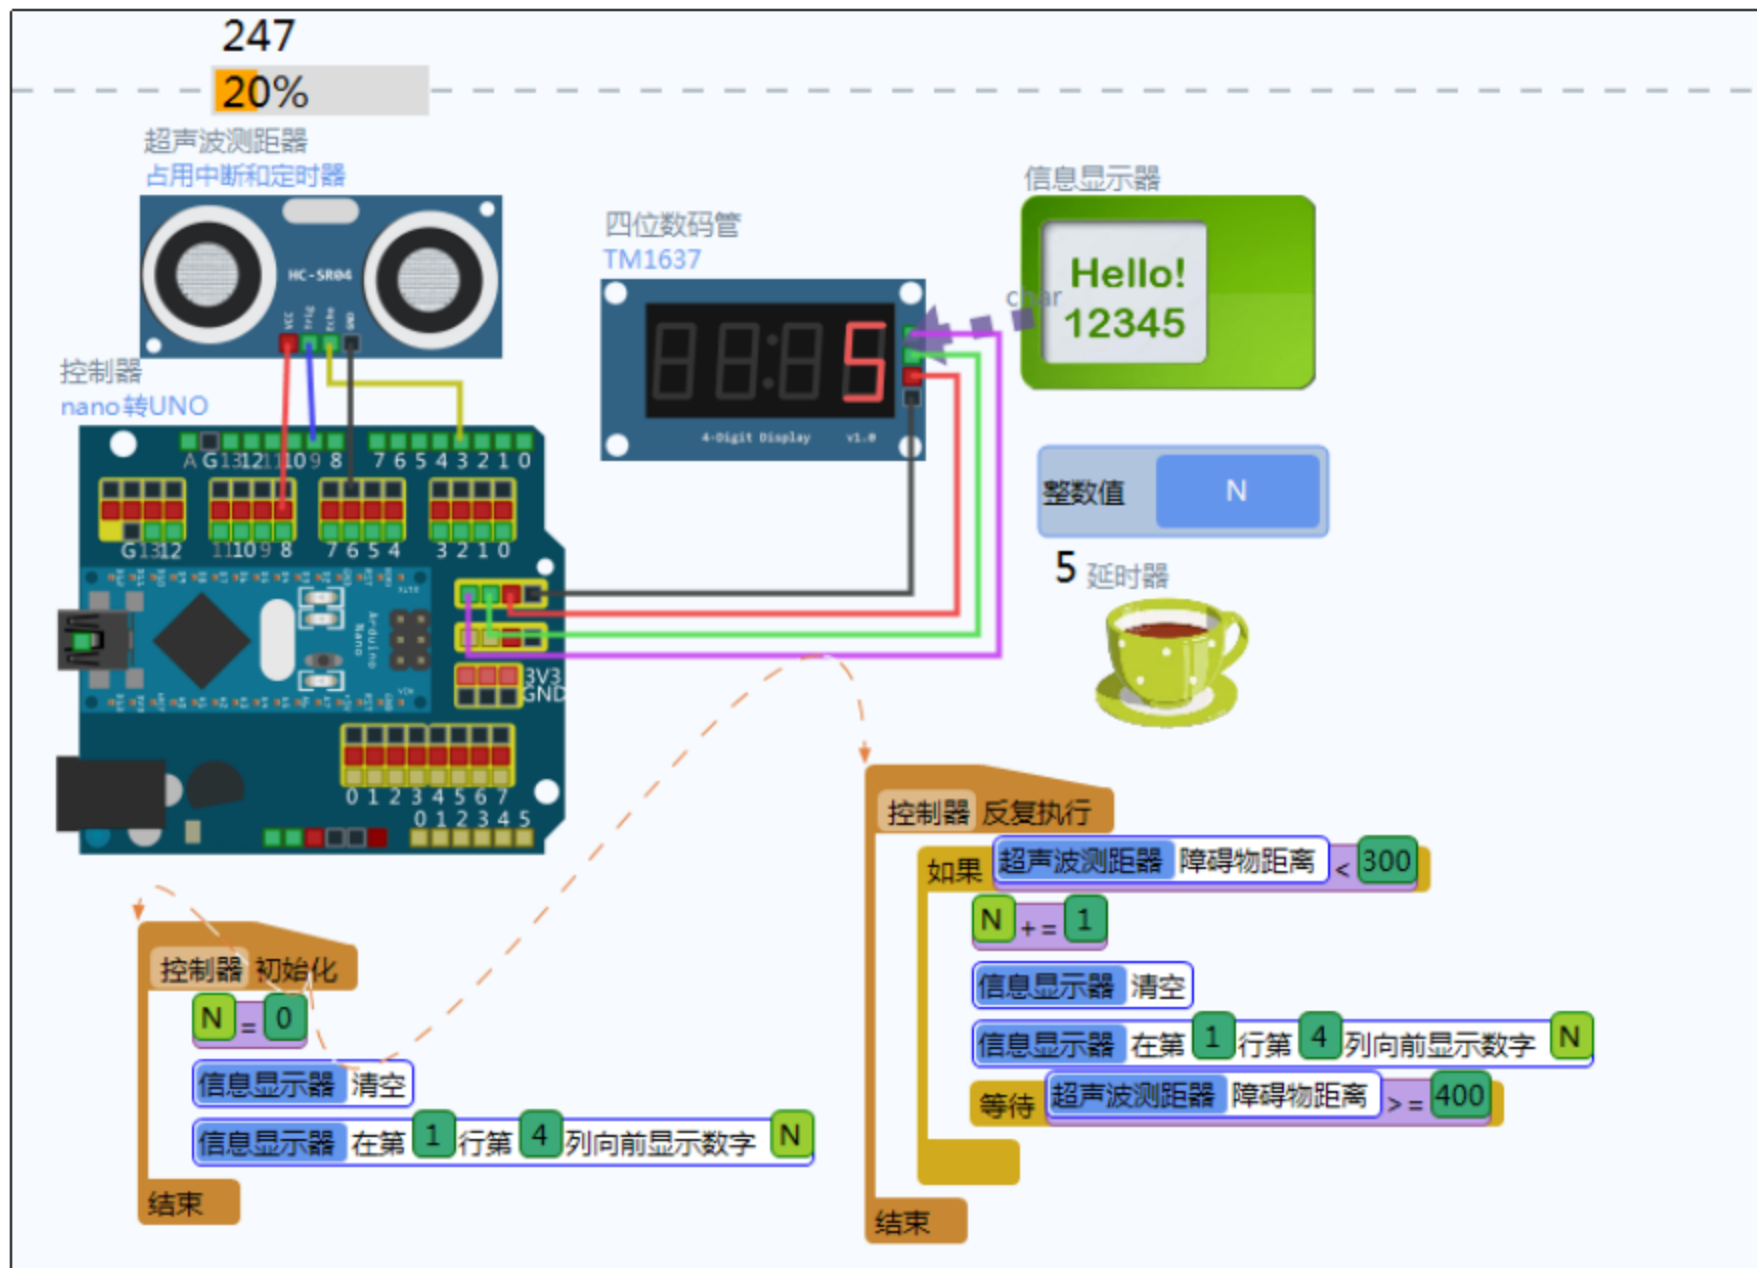 247
20%
超声波测距器
占用中断和定时器
HC-SR04
VCC Trig Echo GND
信息显示器
Hello!
12345
char
四位数码管
TM1637
5
4-Digit Display v1.0
控制器
nano转UNO
A G 13 12 11 10 9 8 7 6 5 4 3 2 1 0
G 13 12 11 10 9 8 7 6 5 4 3 2 1 0
整数值 N
5 延时器
Arduino
Nano
3V3
GND
0 1 2 3 4 5 6 7
0 1 2 3 4 5
控制器 反复执行
如果 超声波测距器 障碍物距离 < 300
N += 1
信息显示器 清空
信息显示器 在第 1 行第 4 列向前显示数字 N
等待 超声波测距器 障碍物距离 >= 400
结束
控制器 初始化
N = 0
信息显示器 清空
信息显示器 在第 1 行第 4 列向前显示数字 N
结束